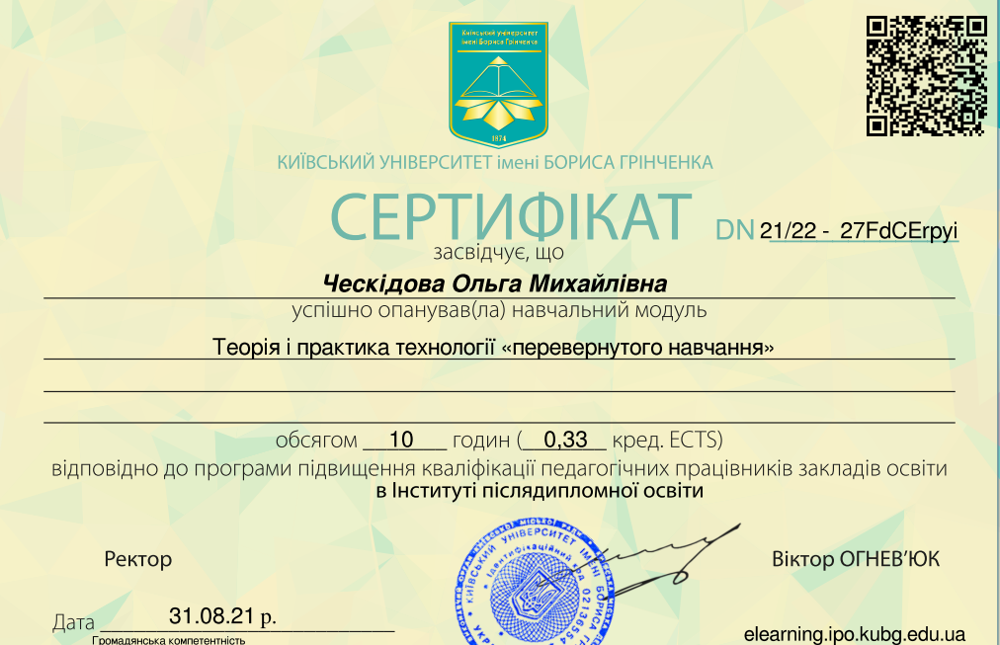 Київський університет
імені Бориса Грінченка
1874
КИЇВСЬКИЙ УНІВЕРСИТЕТ імені БОРИСА ГРІНЧЕНКА
СЕРТИФІКАТ
DN 21/22 - 27FdCErpyi
засвідчує, що
Ческідова Ольга Михайлівна
успішно опанував(ла) навчальний модуль
Теорія і практика технології «перевернутого навчання»
обсягом 10 годин (0,33 кред. ECTS)
відповідно до програми підвищення кваліфікації педагогічних працівників закладів освіти
в Інституті післядипломної освіти
Ректор
Віктор ОГНЕВ’ЮК
КИЇВСЬКИЙ УНІВЕРСИТЕТ ІМЕНІ БОРИСА
Ідентифікаційний код 02136554
Дата 31.08.21 р.
Громадянська компетентність
elearning.ipo.kubg.edu.ua